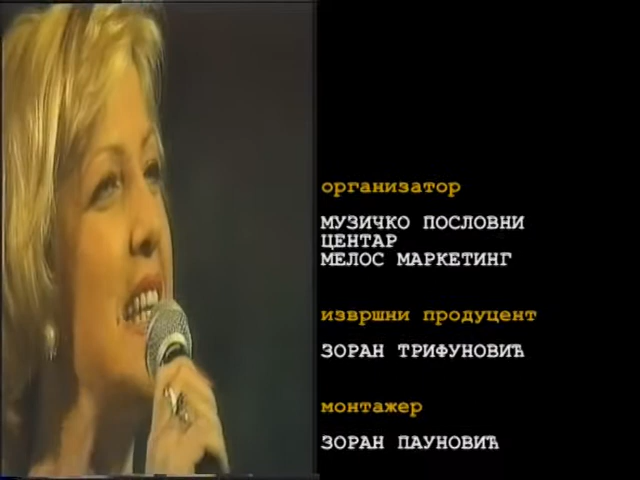 организатор
МУЗИЧКО ПОСЛОВНИ
ЦЕНТАР
МЕЛОС МАРКЕТИНГ
извршни продуцент
ЗОРАН ТРИФУНОВИЋ
монтажер
ЗОРАН ПАУНОВИЋ